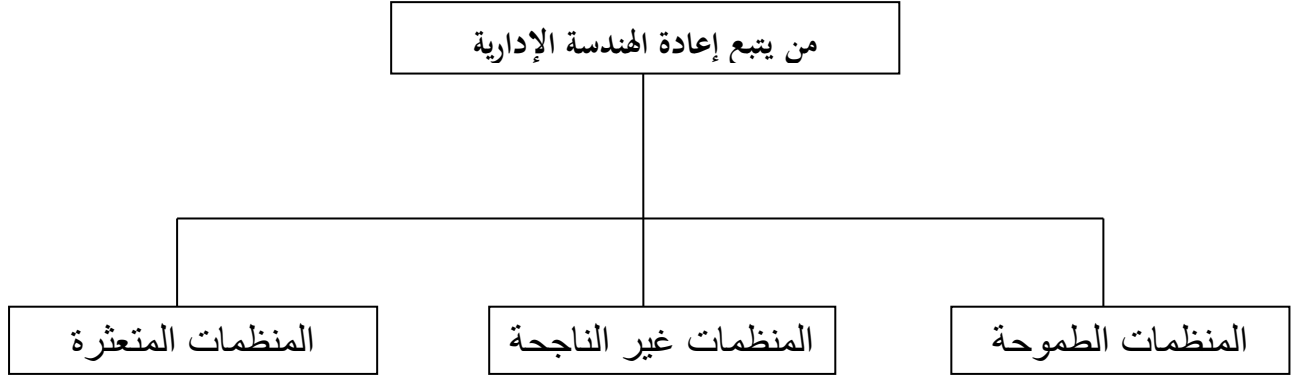 من يتبع إعادة الهندسة الإدارية
المنظمات الطموحة
المنظمات غير الناجحة
المنظمات المتعثرة